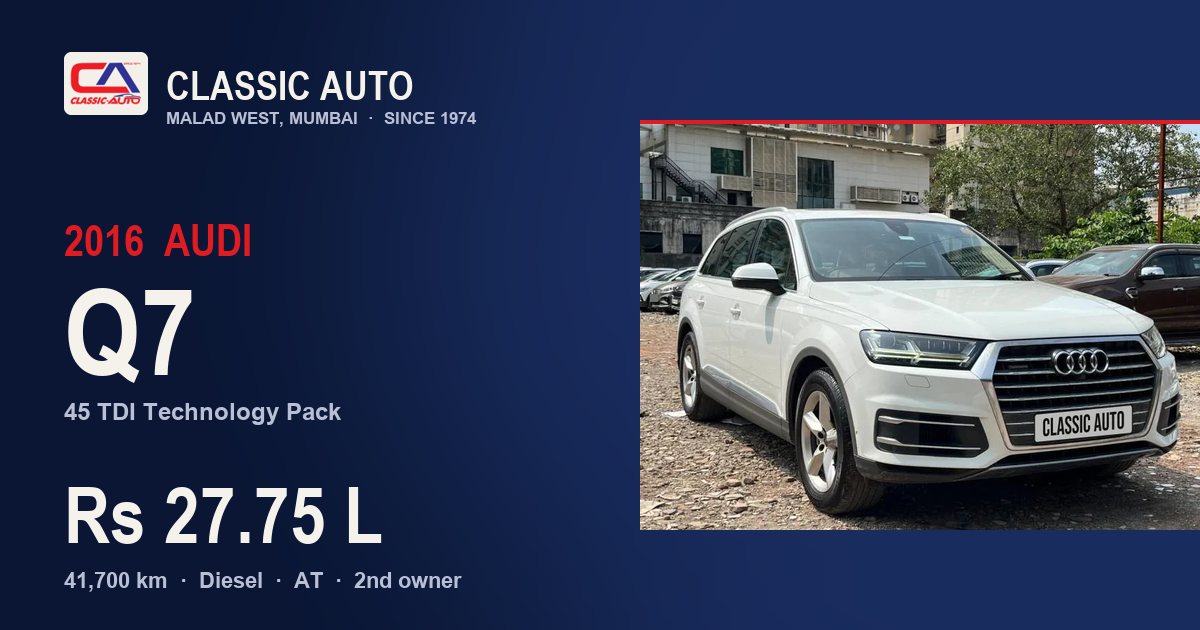 CA
CLASSIC-AUTO
CLASSIC AUTO
MALAD WEST, MUMBAI · SINCE 1974
2016 AUDI
Q7
45 TDI Technology Pack
Rs 27.75 L
41,700 km · Diesel · AT · 2nd owner
CLASSIC AUTO